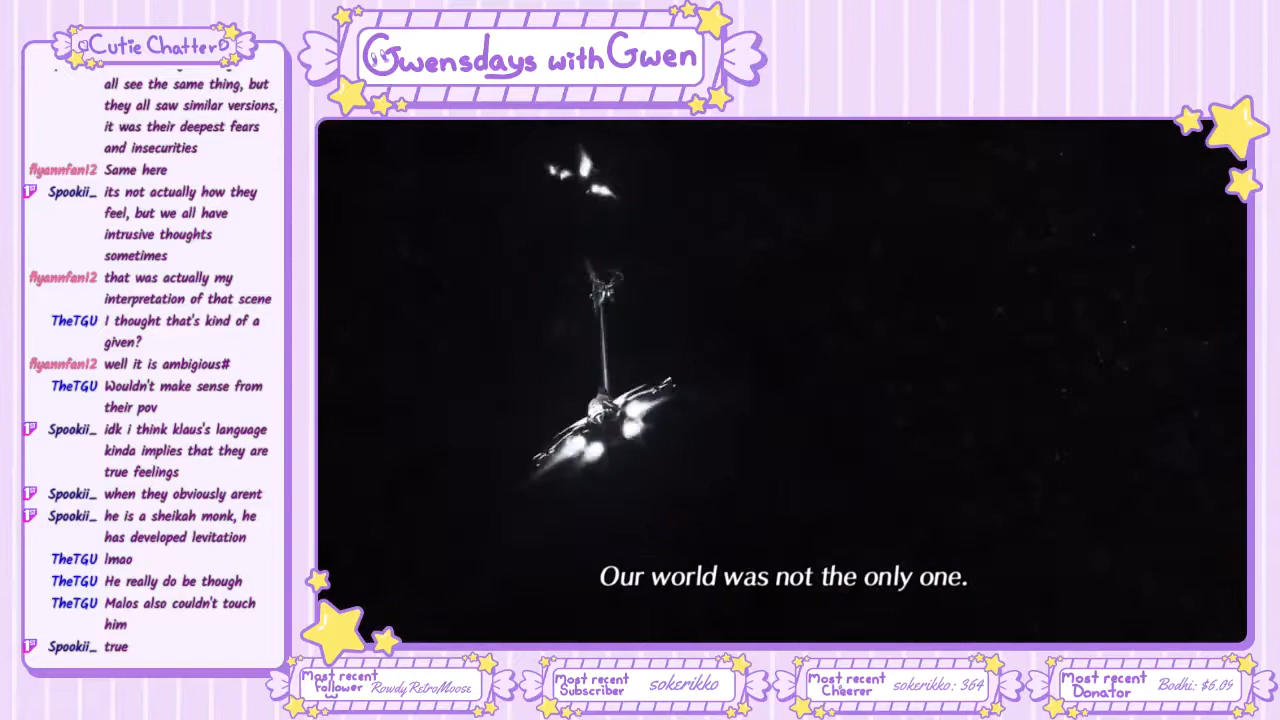 Cutie Chatter
Gwensdays with Gwen
all see the same thing, but
they all saw similar versions,
it was their deepest fears
and insecurities
flyannfan12 Same here
Spookii_ its not actually how they
feel, but we all have
intrusive thoughts
sometimes
flyannfan12 that was actually my
interpretation of that scene
TheTGU I thought that's kind of a
given?
flyannfan12 well it is ambigious#
TheTGU Wouldn't make sense from
their pov
Spookii_ idk i think klaus's language
kinda implies that they are
true feelings
Spookii_ when they obviously arent
Spookii_ he is a sheikah monk, he
has developed levitation
TheTGU lmao
TheTGU He really do be though
TheTGU Malos also couldn't touch
him
Spookii_ true
Our world was not the only one.
Most recent
Follower
RowdyRetroMoose
Most recent
Subscriber
sokerikko
Most recent
Cheerer
sokerikko: 364
Most recent
Donator
Bodhi: $6.05